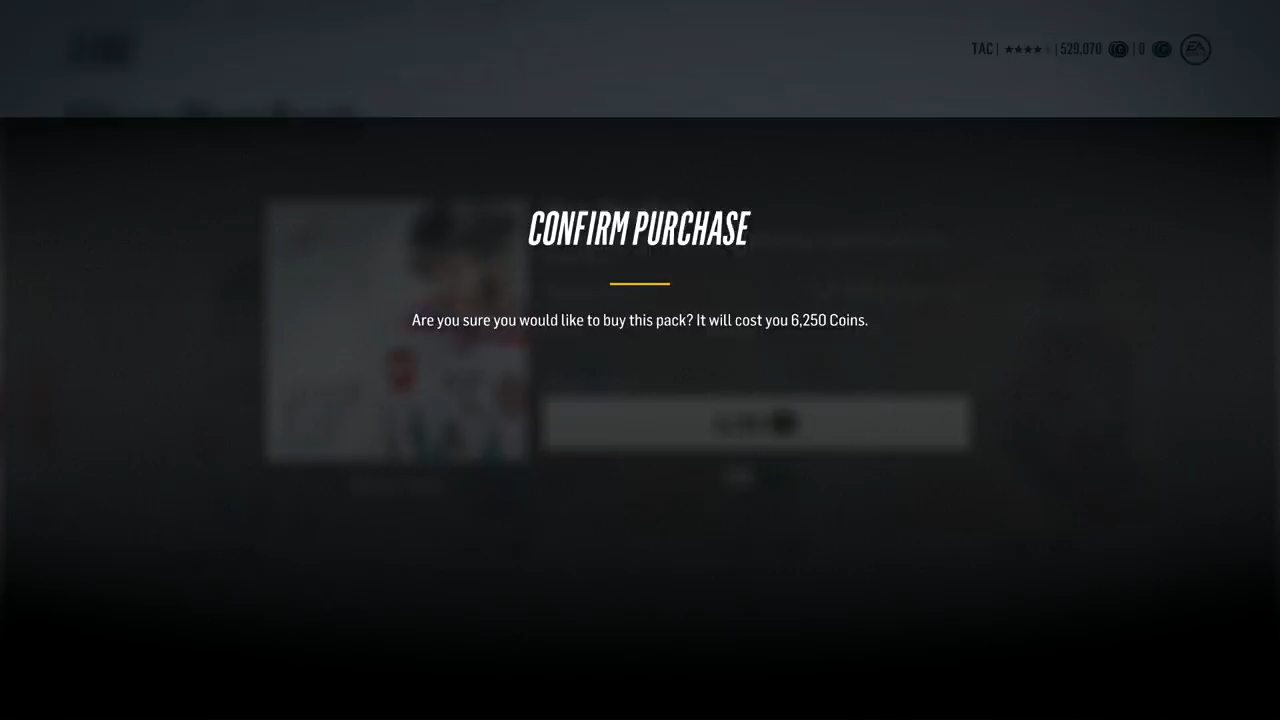 TAC | ★★★★★ | 529,070 | 0 EA
CONFIRM PURCHASE
Are you sure you would like to buy this pack? It will cost you 6,250 Coins.